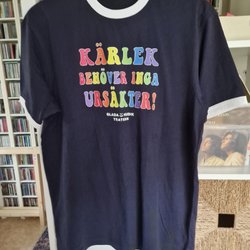 KÄRLEK
BEHÖVER INGA
URSÄKTER!
GLADA HUDIK
TEATERN